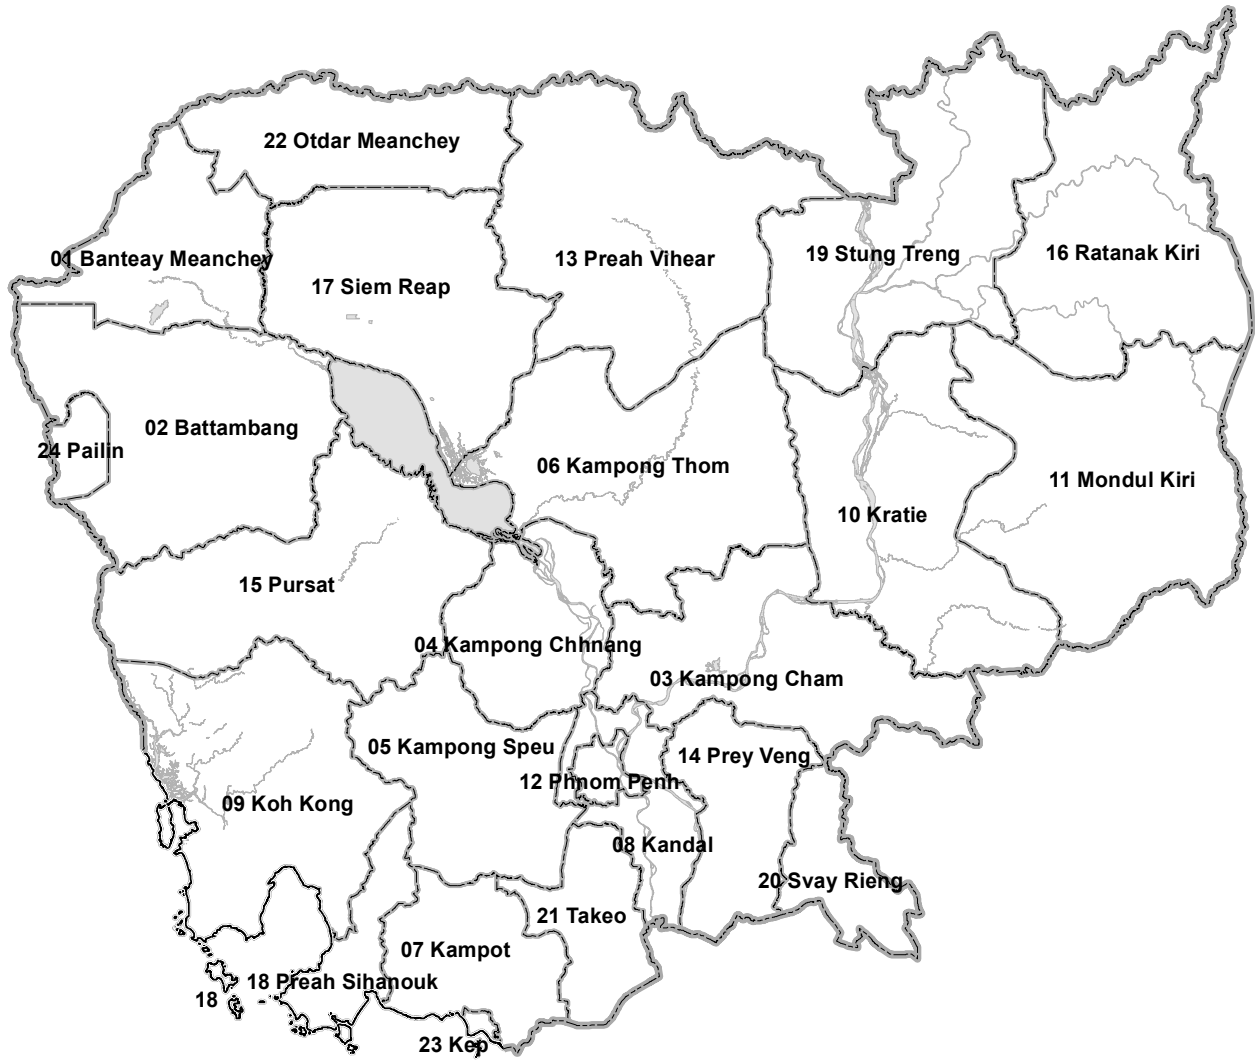 22 Otdar Meanchey
01 Banteay Meanchey
13 Preah Vihear
19 Stung Treng
16 Ratanak Kiri
17 Siem Reap
02 Battambang
24 Pailin
06 Kampong Thom
11 Mondul Kiri
10 Kratie
15 Pursat
04 Kampong Chhnang
03 Kampong Cham
05 Kampong Speu
14 Prey Veng
12 Phnom Penh
09 Koh Kong
08 Kandal
20 Svay Rieng
21 Takeo
07 Kampot
18 Preah Sihanouk
18
23 Kep